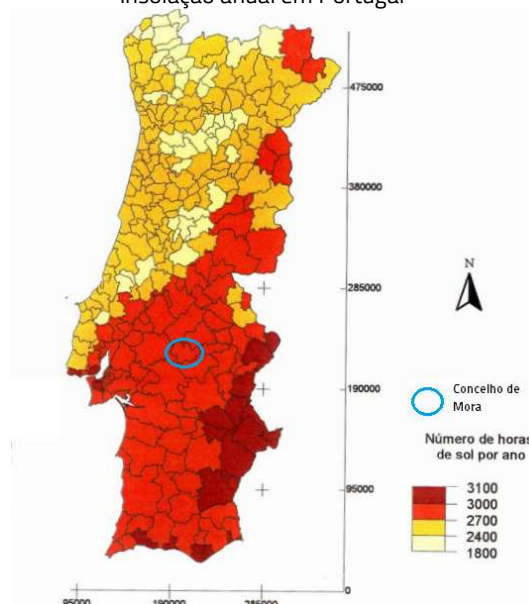 Insolação anual em Portugal
475000
380000
N
285000
Concelho de
Mora
190000
Número de horas
de sol por ano
3100
3000
2700
2400
1800
95000
0
95000
190000
285000